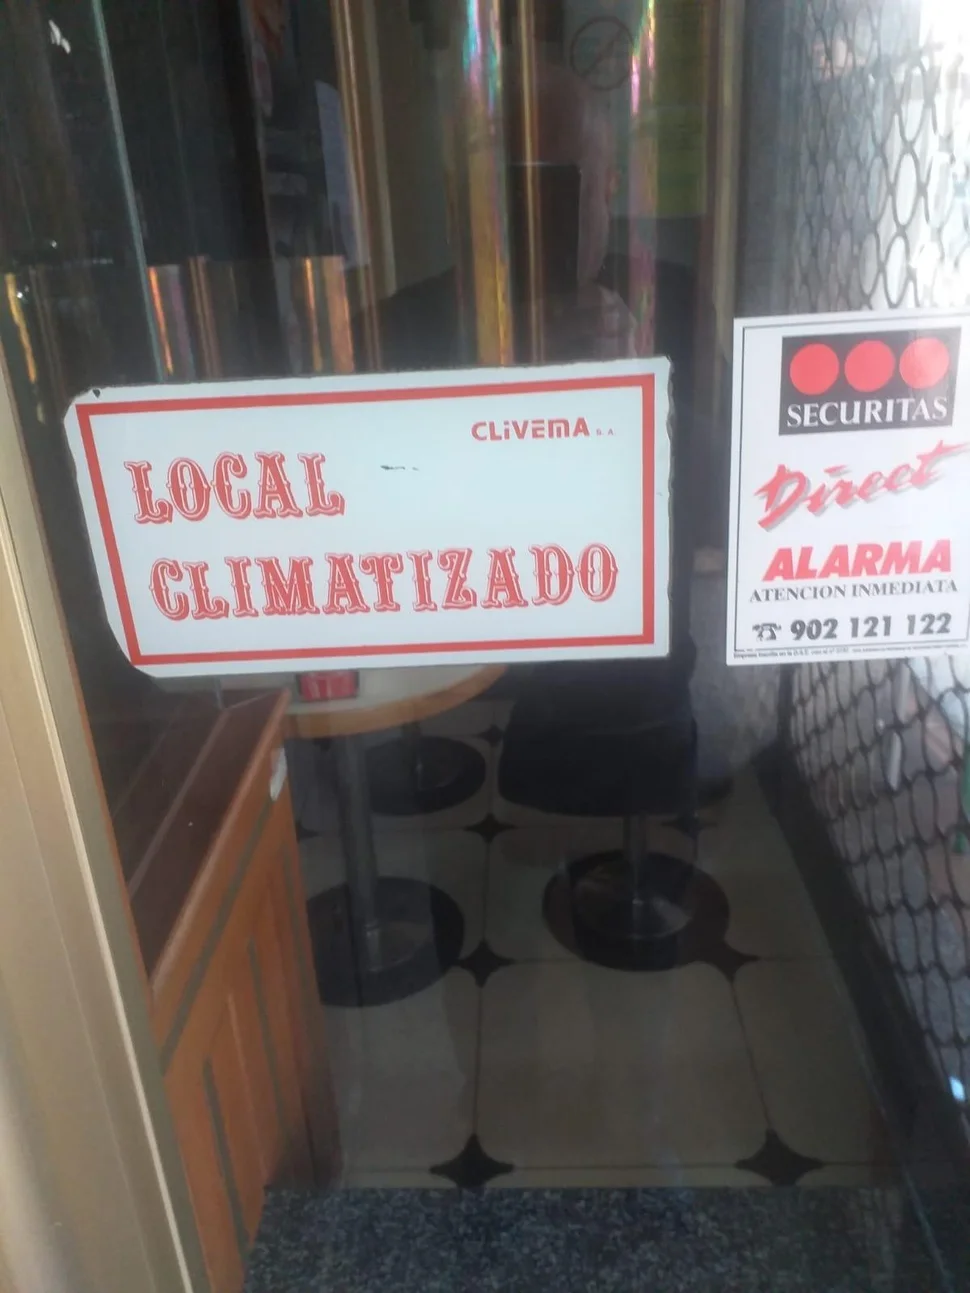 CLIVEMA S.A.
LOCAL
CLIMATIZADO
SECURITAS
Direct
ALARMA
ATENCION INMEDIATA
902 121 122